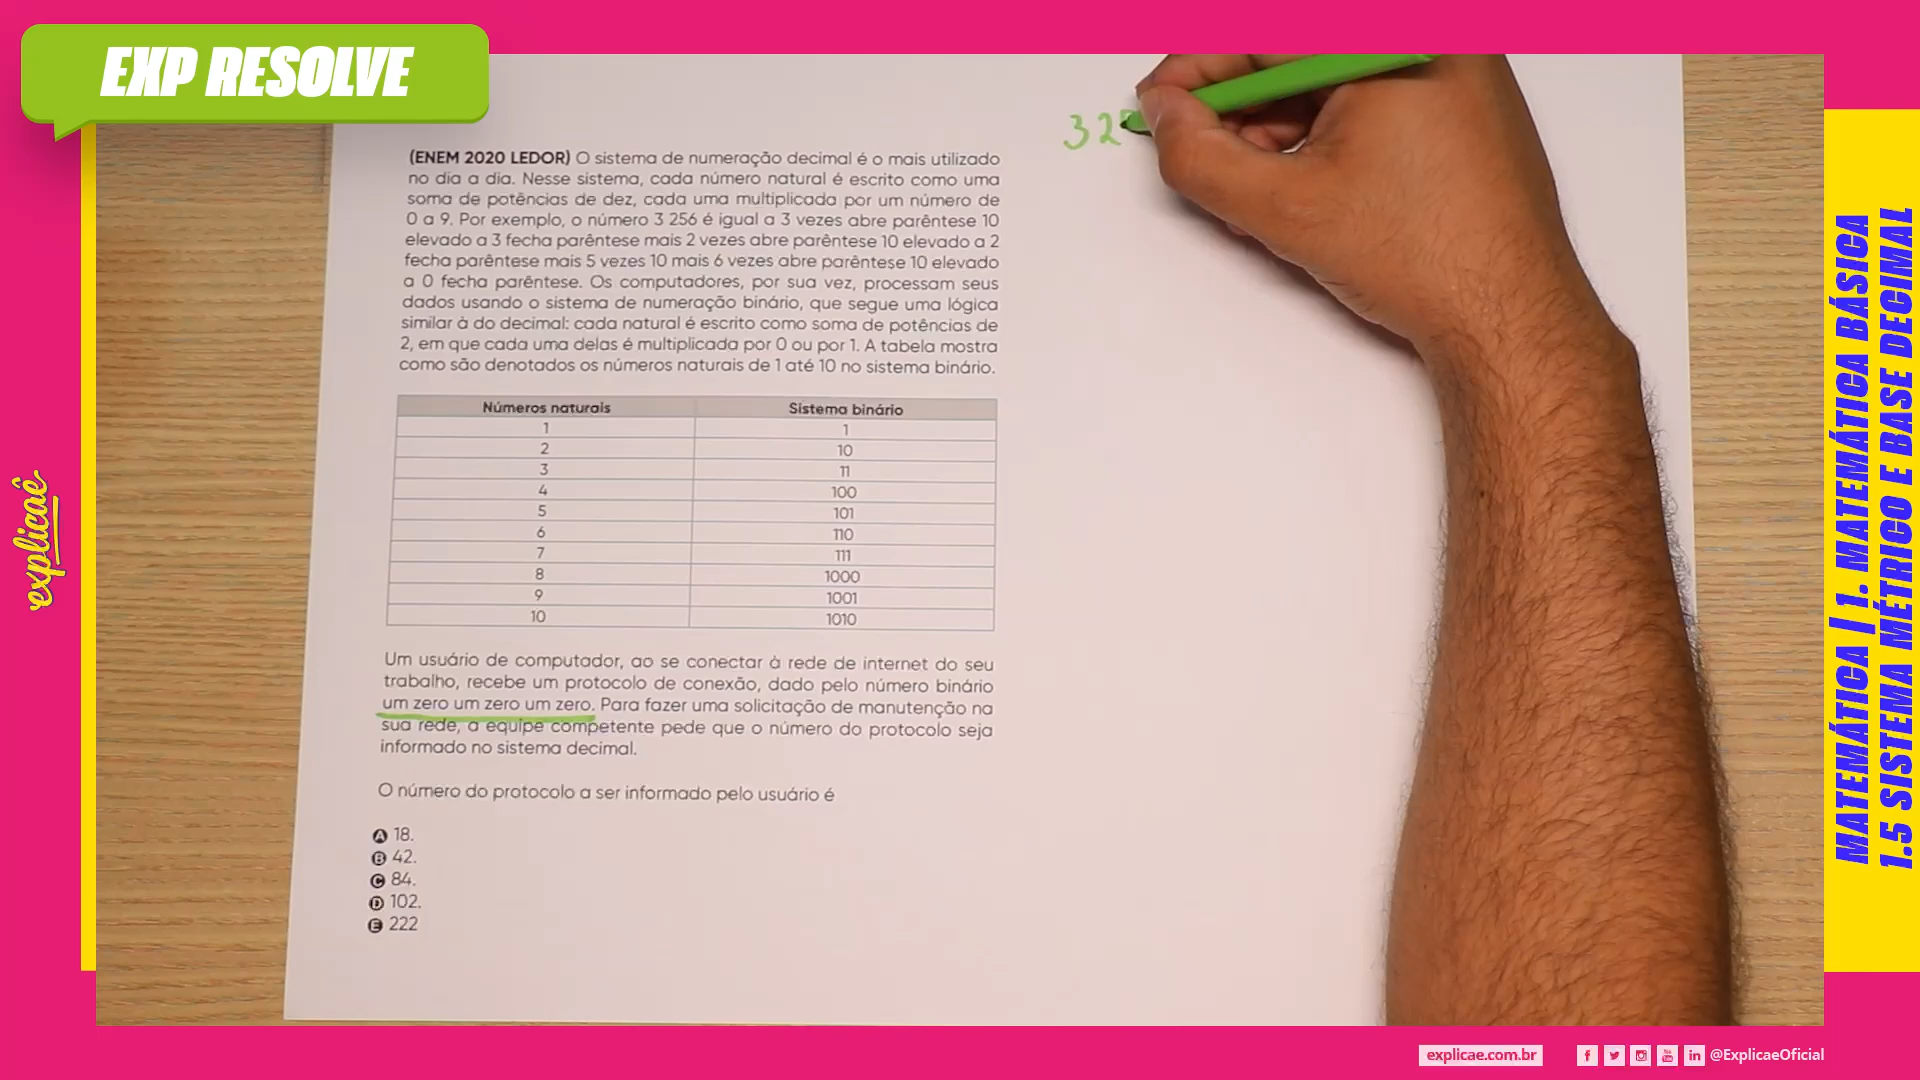 EXP RESOLVE
325
(ENEM 2020 LEDOR) O sistema de numeração decimal é o mais utilizado
no dia a dia. Nesse sistema, cada número natural é escrito como uma
soma de potências de dez, cada uma multiplicada por um número de
0 a 9. Por exemplo, o número 3 256 é igual a 3 vezes abre parêntese 10
elevado a 3 fecha parêntese mais 2 vezes abre parêntese 10 elevado a 2
fecha parêntese mais 5 vezes 10 mais 6 vezes abre parêntese 10 elevado
a 0 fecha parêntese. Os computadores, por sua vez, processam seus
dados usando o sistema de numeração binário, que segue uma lógica
similar à do decimal: cada natural é escrito como soma de potências de
2, em que cada uma delas é multiplicada por 0 ou por 1. A tabela mostra
como são denotados os números naturais de 1 até 10 no sistema binário.
Números naturais Sistema binário
1 1
2 10
3 11
4 100
5 101
6 110
7 111
8 1000
9 1001
10 1010
Um usuário de computador, ao se conectar à rede de internet do seu
trabalho, recebe um protocolo de conexão, dado pelo número binário
um zero um zero um zero. Para fazer uma solicitação de manutenção na
sua rede, a equipe competente pede que o número do protocolo seja
informado no sistema decimal.
O número do protocolo a ser informado pelo usuário é
A 18.
B 42.
C 84.
D 102.
E 222
explicaê
MATEMÁTICA | 1. MATEMÁTICA BÁSICA
1.5 SISTEMA MÉTRICO E BASE DECIMAL
explicae.com.br
@ExplicaeOficial